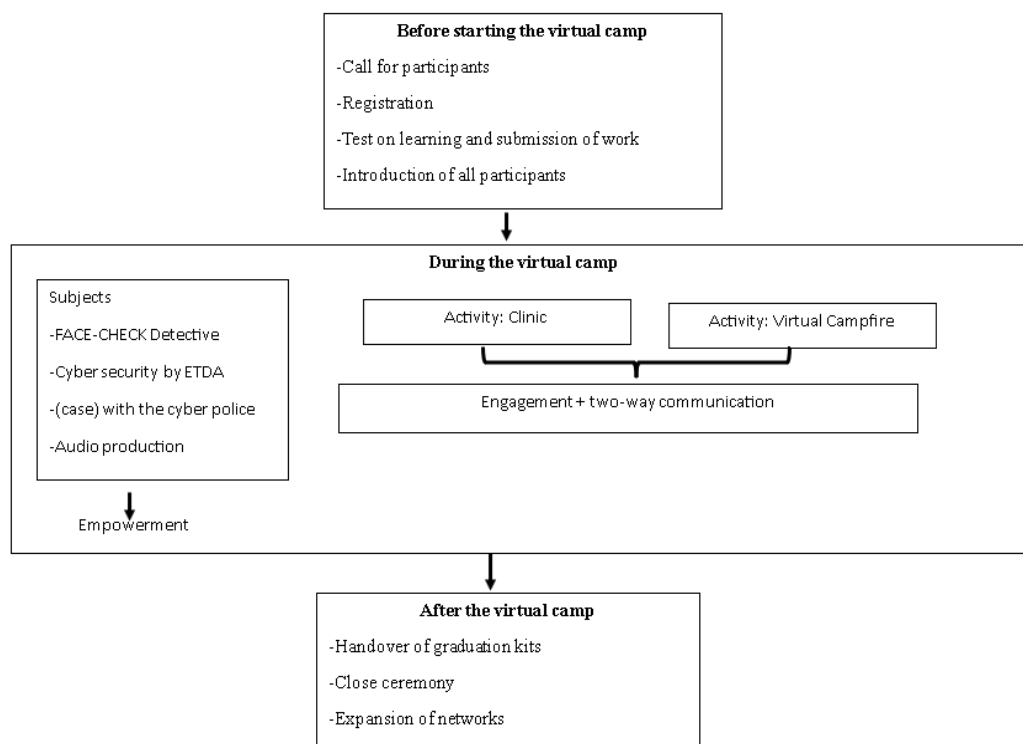 Before starting the virtual camp
-Call for participants
-Registration
-Test on learning and submission of work
-Introduction of all participants
During the virtual camp
Subjects
-FACE-CHECK Detective
-Cyber security by ETDA
-(case) with the cyber police
-Audio production
Empowerment
Activity: Clinic
Activity: Virtual Campfire
Engagement + two-way communication
After the virtual camp
-Handover of graduation kits
-Close ceremony
-Expansion of networks